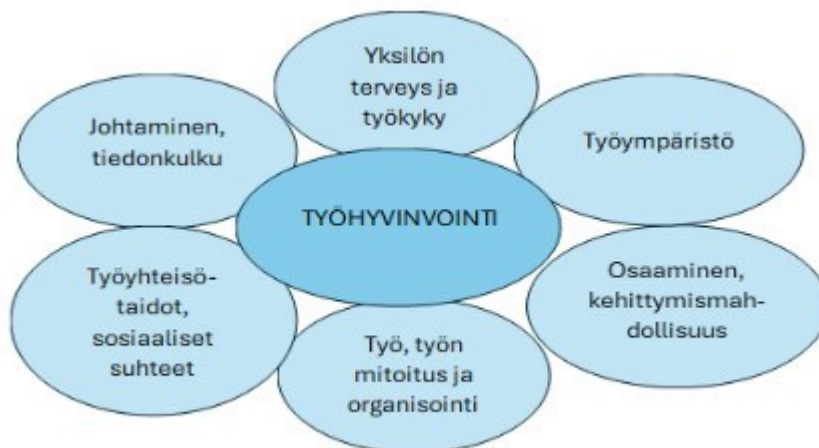 Yksilön
terveys ja
työkyky
Johtaminen,
tiedonkulku
Työympäristö
TYÖHYVINVOINTI
Työyhteisö-
taidot,
sosiaaliset
suhteet
Osaaminen,
kehittymismah-
dollisuus
Työ, työn
mitoitus ja
organisointi